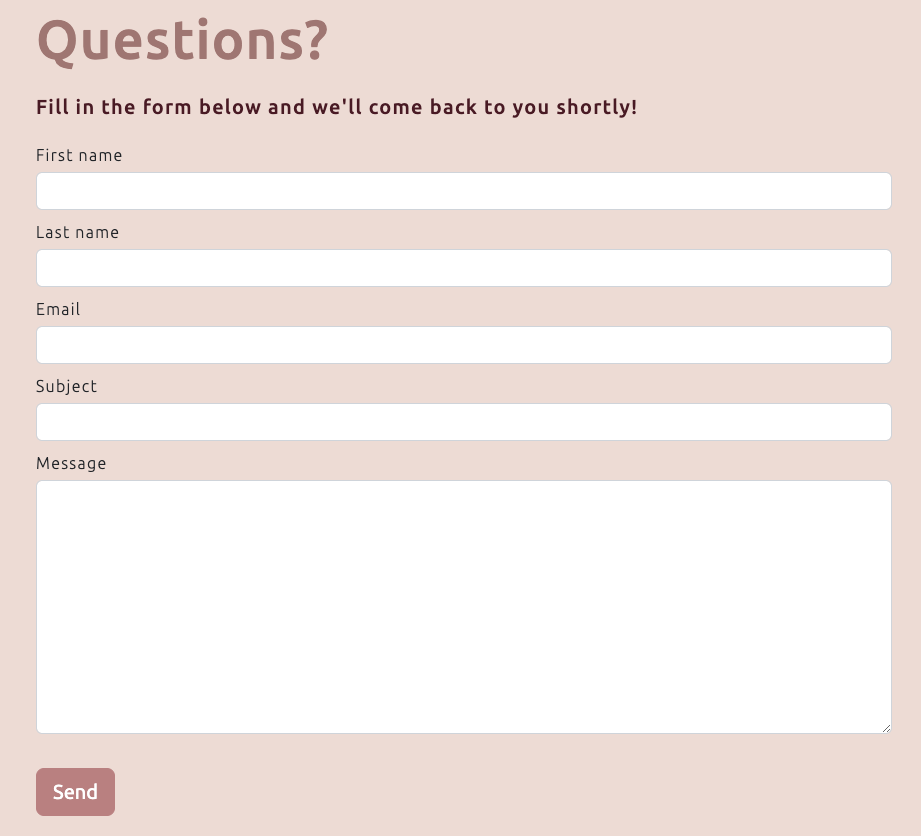 Questions?
Fill in the form below and we'll come back to you shortly!
First name
Last name
Email
Subject
Message
Send